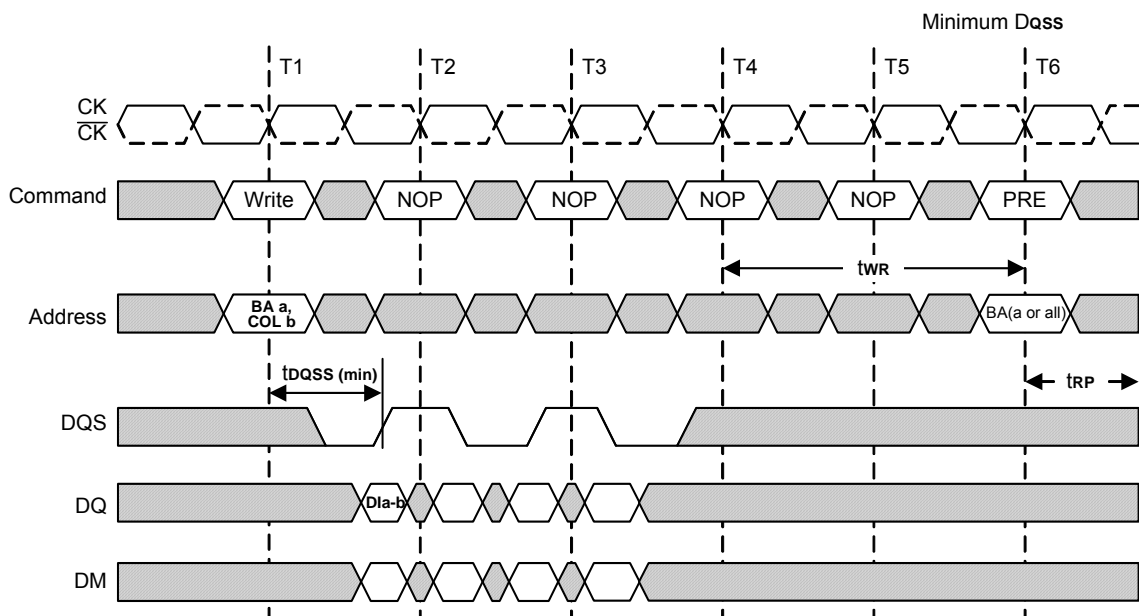 Minimum DQSS
T1 T2 T3 T4 T5 T6
CK
CK
Command Write NOP NOP NOP NOP PRE
tWR
Address BA a, COL b BA(a or all)
tDQSS (min) tRP
DQS
DQ DIa-b
DM